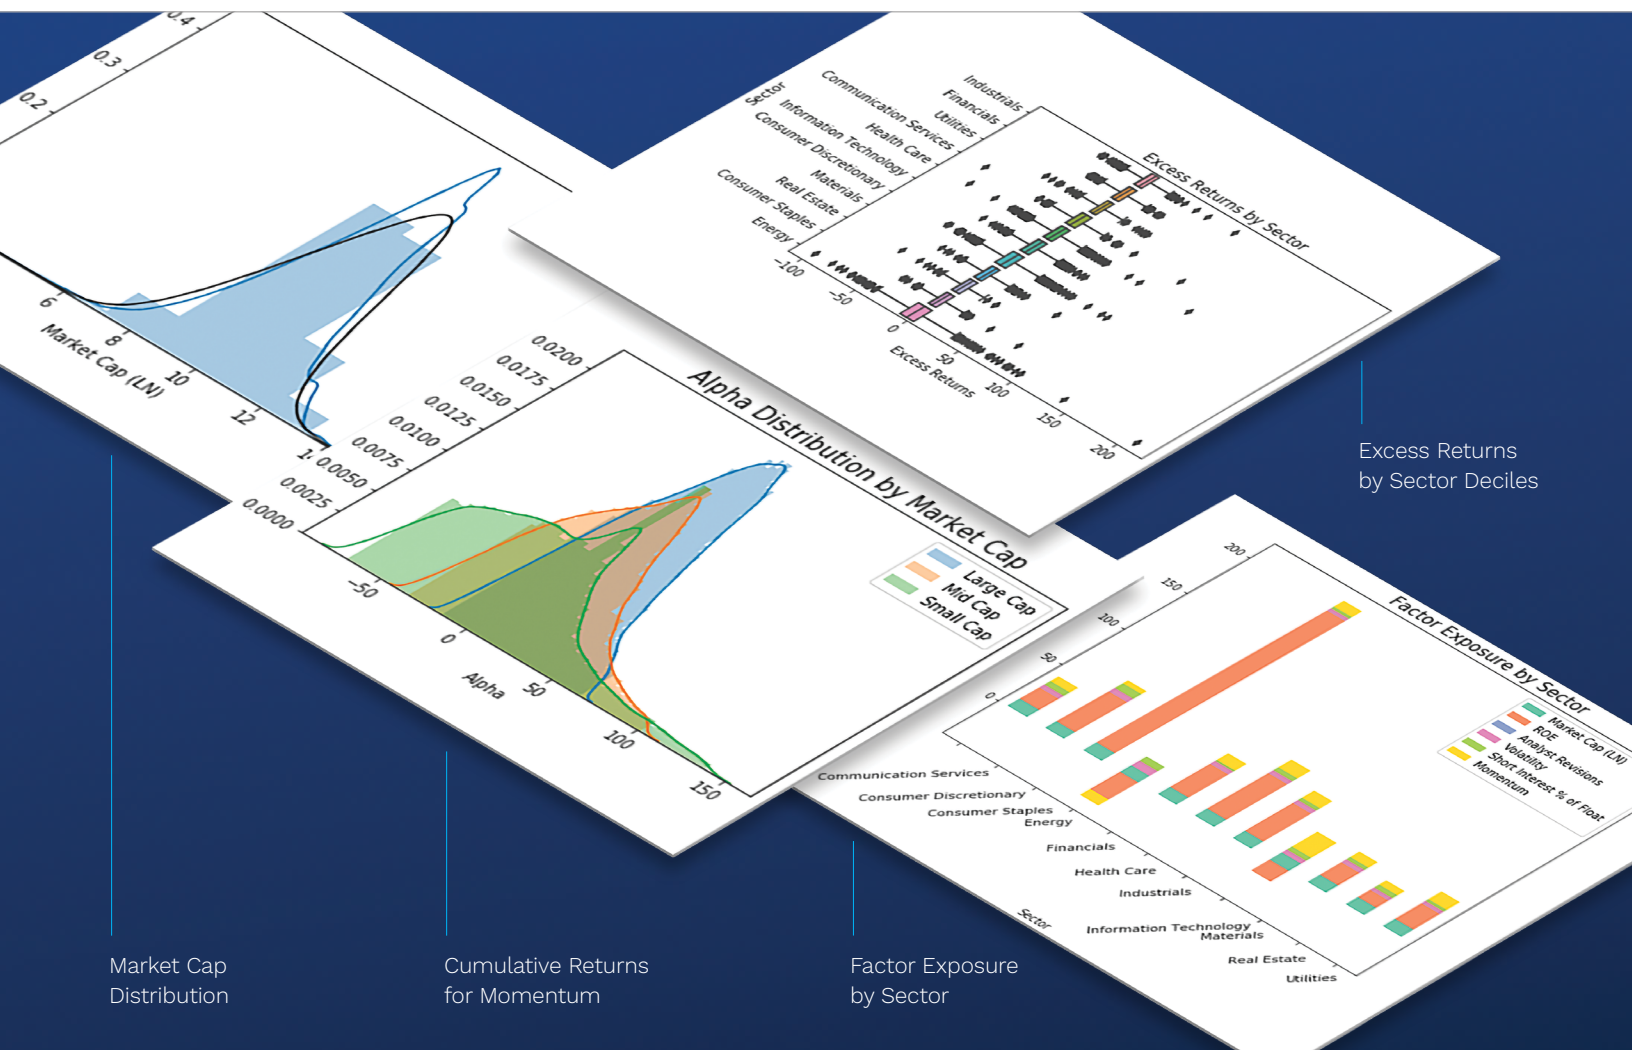 0.4
0.3
0.2
6
8
10
12
Market Cap (LN)
Sector
Industrials
Financials
Utilities
Communication Services
Health Care
Information Technology
Consumer Discretionary
Materials
Real Estate
Consumer Staples
Energy
−100
−50
0
50
100
150
200
Excess Returns
Excess Returns by Sector
0.0200
0.0175
0.0150
0.0125
0.0100
0.0075
0.0050
0.0025
0.0000
−50
0
50
100
150
Alpha
Alpha Distribution by Market Cap
Large Cap
Mid Cap
Small Cap
Excess Returns
by Sector Deciles
200
150
100
50
0
Factor Exposure by Sector
Market Cap (LN)
ROE
Analyst Revisions
Volatility
Short Interest % of Float
Momentum
Communication Services
Consumer Discretionary
Consumer Staples
Energy
Financials
Health Care
Industrials
Information Technology
Materials
Real Estate
Utilities
Sector
Market Cap
Distribution
Cumulative Returns
for Momentum
Factor Exposure
by Sector